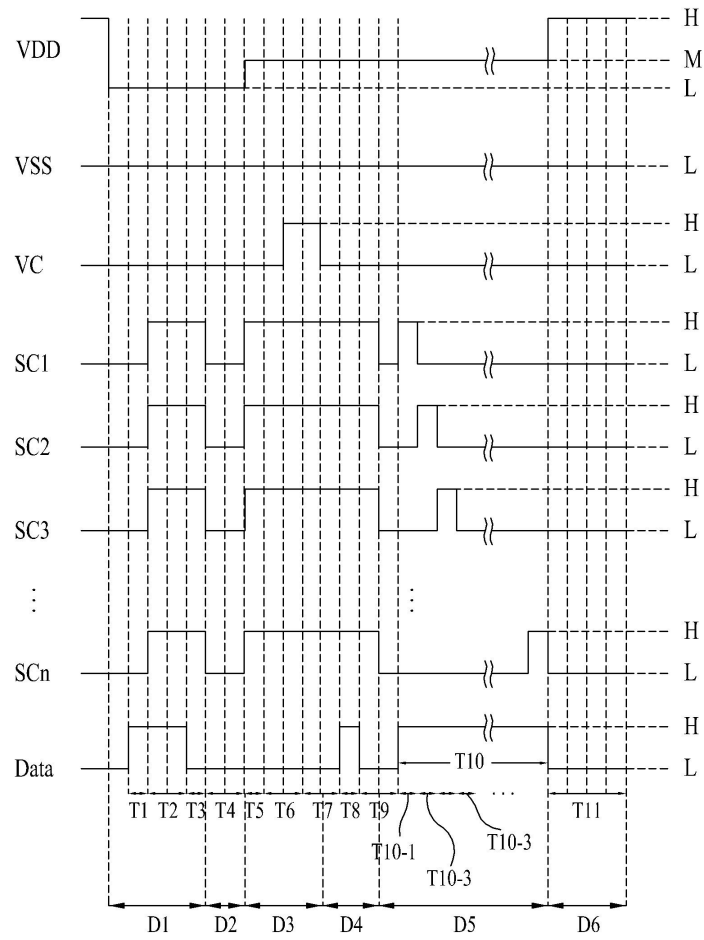 VDD
H
M
L
VSS
L
VC
H
L
SC1
H
L
SC2
H
L
SC3
H
L
SCn
H
L
Data
H
L
T10
T1 T2 T3 T4 T5 T6 T7 T8 T9 T11
T10-1
T10-3
T10-3
D1 D2 D3 D4 D5 D6